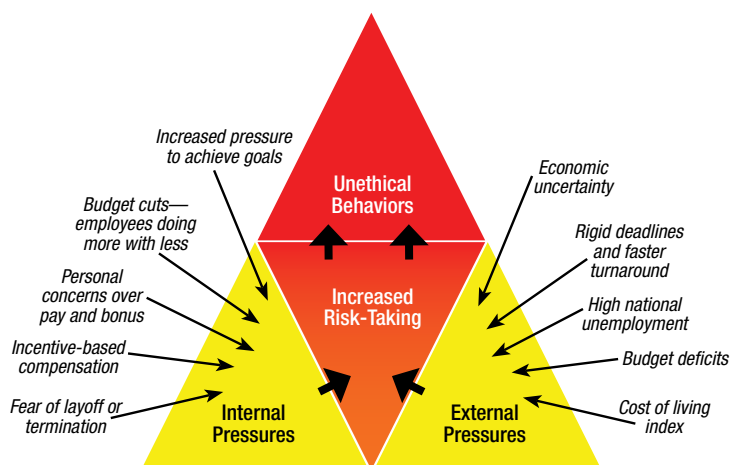 Increased pressure
to achieve goals
Budget cuts—
employees doing
more with less
Personal
concerns over
pay and bonus
Incentive-based
compensation
Fear of layoff or
termination
Unethical
Behaviors
Increased
Risk-Taking
Internal
Pressures
External
Pressures
Economic
uncertainty
Rigid deadlines
and faster
turnaround
High national
unemployment
Budget deficits
Cost of living
index